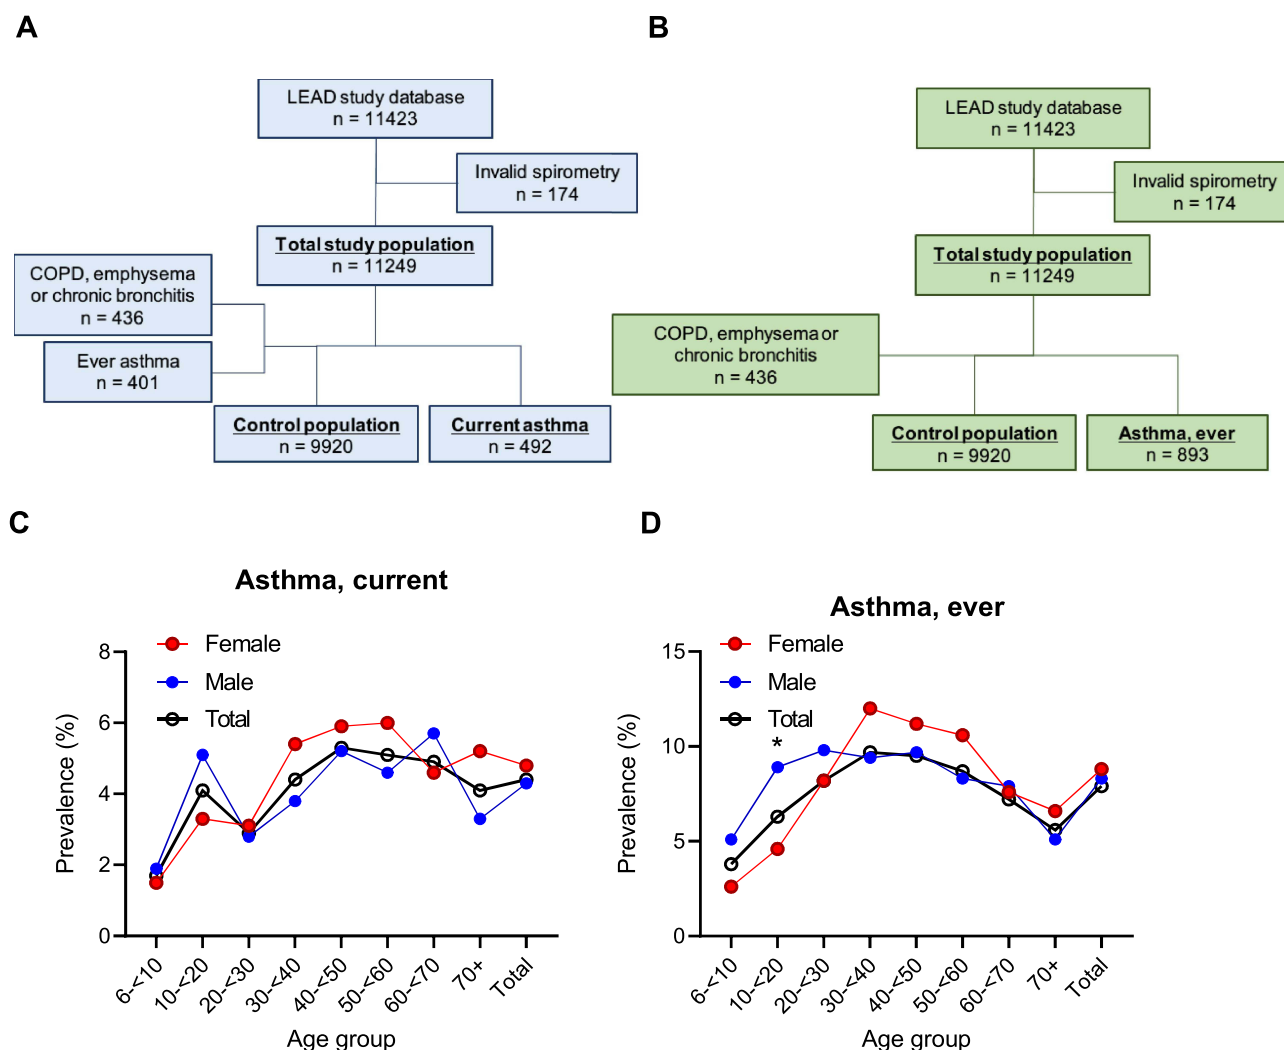 A
LEAD study database
n = 11423
Invalid spirometry
n = 174
Total study population
n = 11249
COPD, emphysema
or chronic bronchitis
n = 436
Ever asthma
n = 401
Control population
n = 9920
Current asthma
n = 492
B
LEAD study database
n = 11423
Invalid spirometry
n = 174
Total study population
n = 11249
COPD, emphysema or
chronic bronchitis
n = 436
Control population
n = 9920
Asthma, ever
n = 893
C
Asthma, current
Female
Male
Total
Prevalence (%)
8
6
4
2
0
6-<10
10-<20
20-<30
30-<40
40-<50
50-<60
60-<70
70+
Total
Age group
D
Asthma, ever
Female
Male
Total
*
Prevalence (%)
15
10
5
0
6-<10
10-<20
20-<30
30-<40
40-<50
50-<60
60-<70
70+
Total
Age group